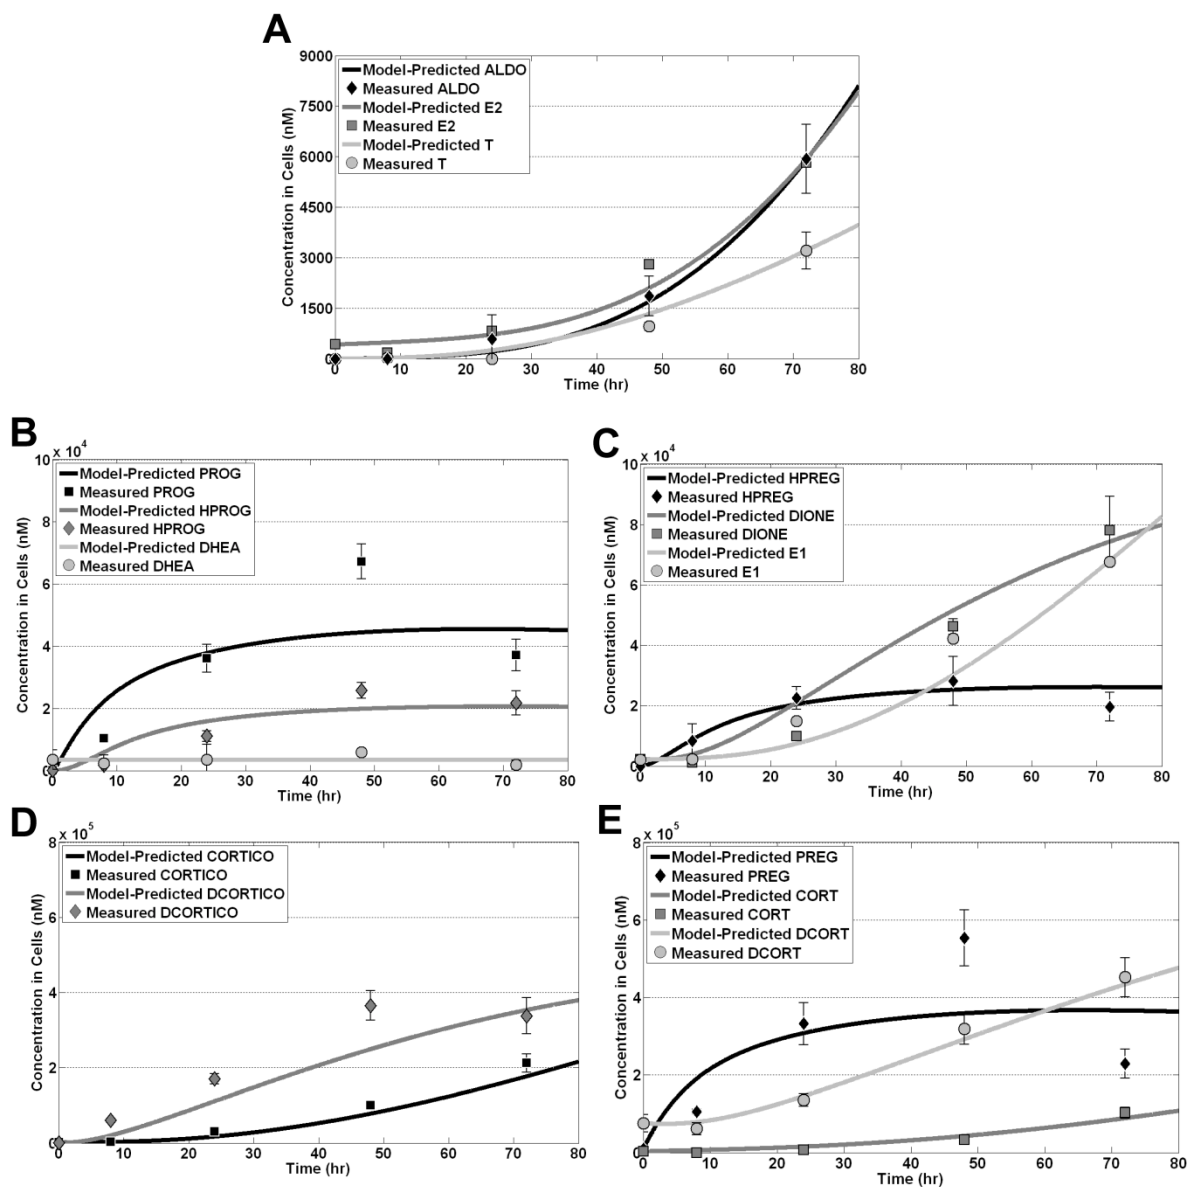 A
Concentration in Cells (nM)
9000
7500
6000
4500
3000
1500
0
Model-Predicted ALDO
Measured ALDO
Model-Predicted E2
Measured E2
Model-Predicted T
Measured T
0 10 20 30 40 50 60 70 80
Time (hr)
B
Concentration in Cells (nM)
10 x 10^4
8
6
4
2
0
Model-Predicted PROG
Measured PROG
Model-Predicted HPROG
Measured HPROG
Model-Predicted DHEA
Measured DHEA
0 10 20 30 40 50 60 70 80
Time (hr)
C
Concentration in Cells (nM)
10 x 10^4
8
6
4
2
0
Model-Predicted HPREG
Measured HPREG
Model-Predicted DIONE
Measured DIONE
Model-Predicted E1
Measured E1
0 10 20 30 40 50 60 70 80
Time (hr)
D
Concentration in Cells (nM)
8 x 10^5
6
4
2
0
Model-Predicted CORTICO
Measured CORTICO
Model-Predicted DCORTICO
Measured DCORTICO
0 10 20 30 40 50 60 70 80
Time (hr)
E
Concentration in Cells (nM)
8 x 10^5
6
4
2
0
Model-Predicted PREG
Measured PREG
Model-Predicted CORT
Measured CORT
Model-Predicted DCORT
Measured DCORT
0 10 20 30 40 50 60 70 80
Time (hr)